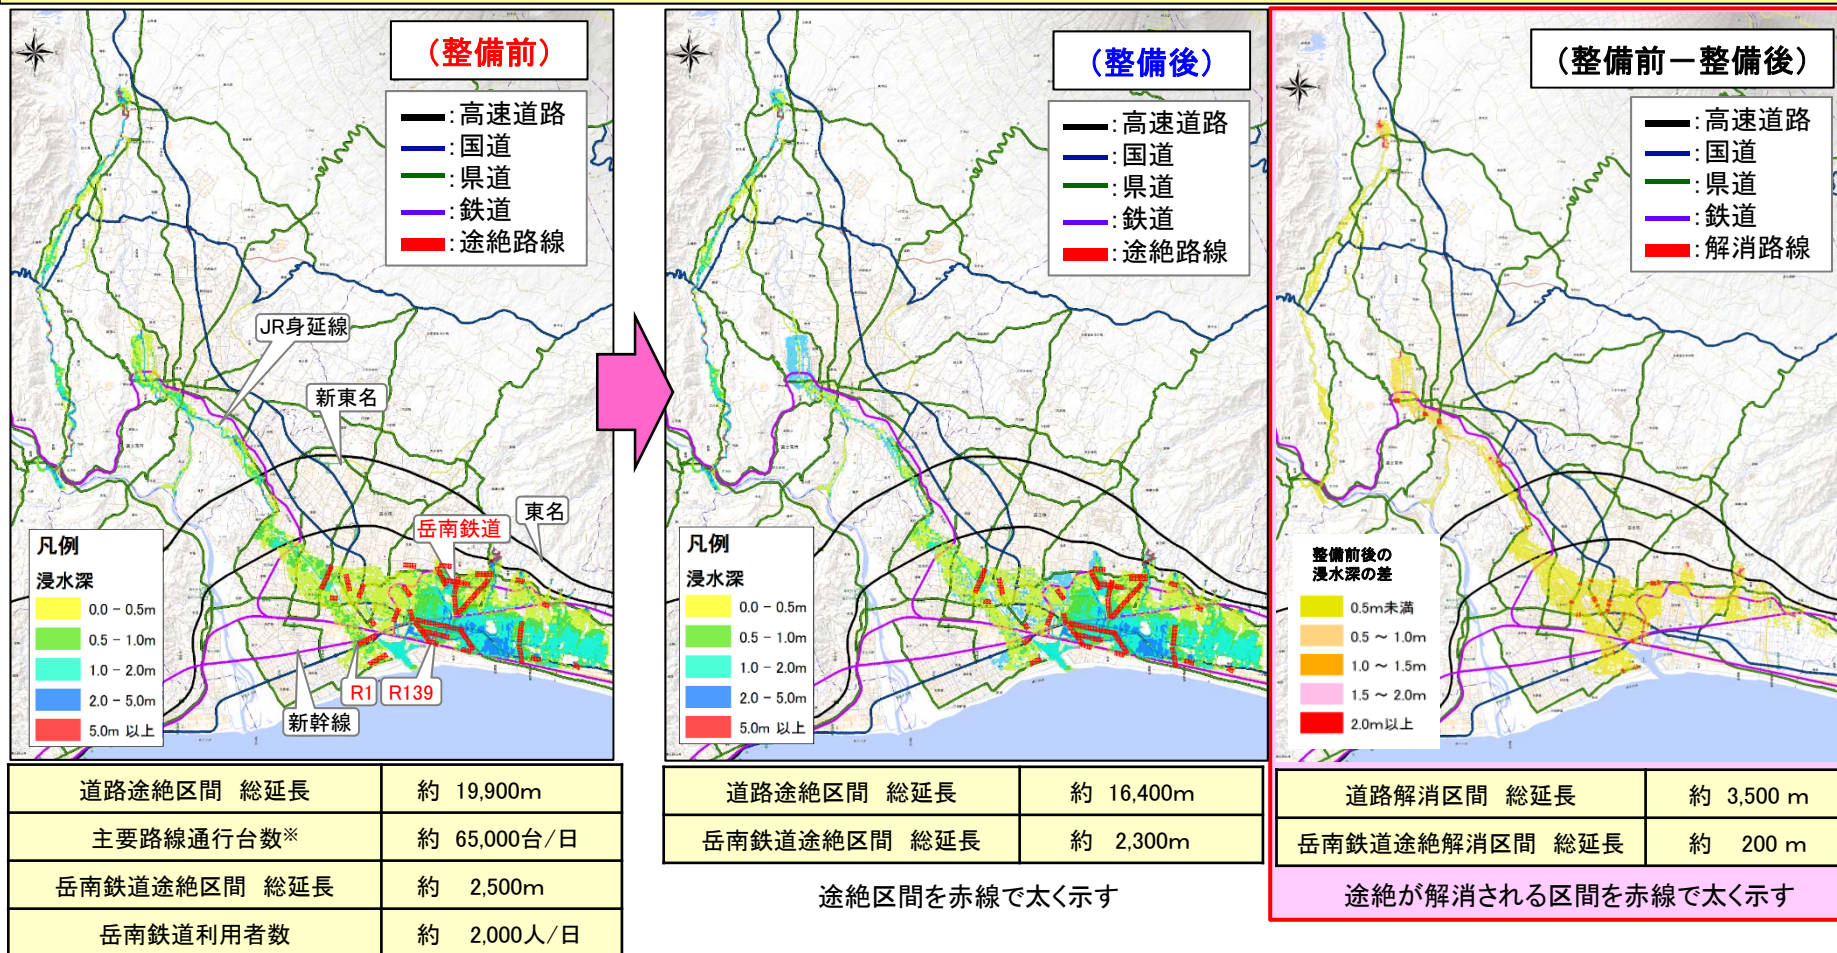 (整備前)
:高速道路
:国道
:県道
:鉄道
:途絶路線
JR身延線
新東名
東名
岳南鉄道
R1
R139
新幹線
凡例
浸水深
0.0 - 0.5m
0.5 - 1.0m
1.0 - 2.0m
2.0 - 5.0m
5.0m 以上
道路途絶区間 総延長 約 19,900m
主要路線通行台数※ 約 65,000台/日
岳南鉄道途絶区間 総延長 約 2,500m
岳南鉄道利用者数 約 2,000人/日
(整備後)
:高速道路
:国道
:県道
:鉄道
:途絶路線
凡例
浸水深
0.0 - 0.5m
0.5 - 1.0m
1.0 - 2.0m
2.0 - 5.0m
5.0m 以上
道路途絶区間 総延長 約 16,400m
岳南鉄道途絶区間 総延長 約 2,300m
途絶区間を赤線で太く示す
(整備前-整備後)
:高速道路
:国道
:県道
:鉄道
:解消路線
整備前後の
浸水深の差
0.5m未満
0.5 ～ 1.0m
1.0 ～ 1.5m
1.5 ～ 2.0m
2.0m以上
道路解消区間 総延長 約 3,500 m
岳南鉄道途絶解消区間 総延長 約 200 m
途絶が解消される区間を赤線で太く示す